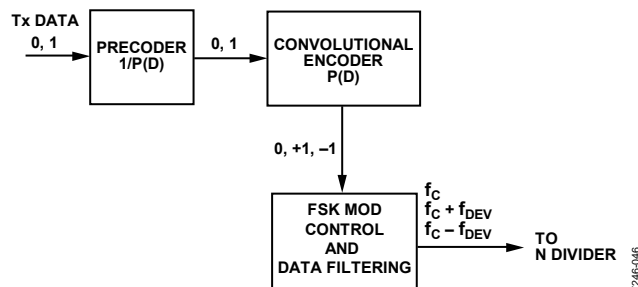 Tx DATA
0, 1
PRECODER
1/P(D)
0, 1
CONVOLUTIONAL
ENCODER
P(D)
0, +1, –1
FSK MOD
CONTROL
AND
DATA FILTERING
fC
fC + fDEV
fC – fDEV
TO
N DIVIDER